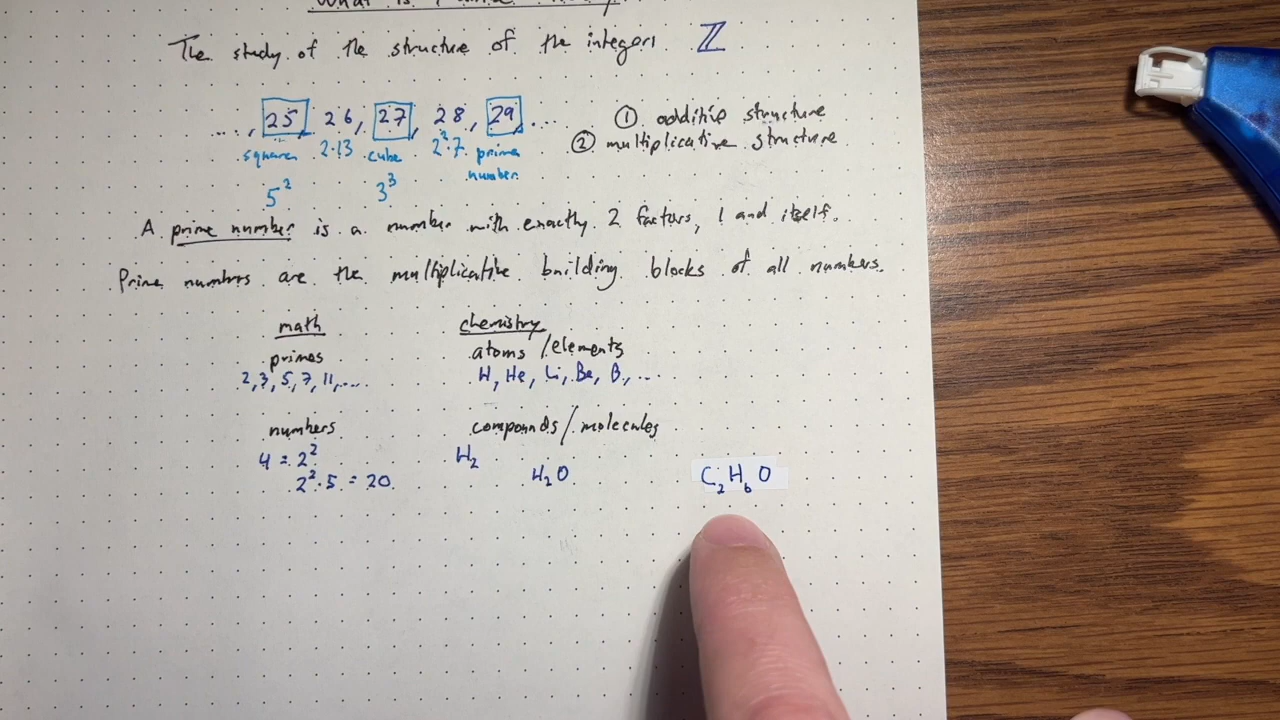 What is
The study of the structure of the integers ℤ
..., 25, 26, 27, 28, 29, ...
square 2·13 cube 2²·7 prime number
5² 3³
① additive structure
② multiplicative structure
A prime number is a number with exactly 2 factors, 1 and itself.
Prime numbers are the multiplicative building blocks of all numbers.
math
primes
2, 3, 5, 7, 11, ...
numbers
4 = 2²
2²·5 = 20
chemistry
atoms/elements
H, He, Li, Be, B, ...
compounds/molecules
H₂
H₂O
C₂H₆O